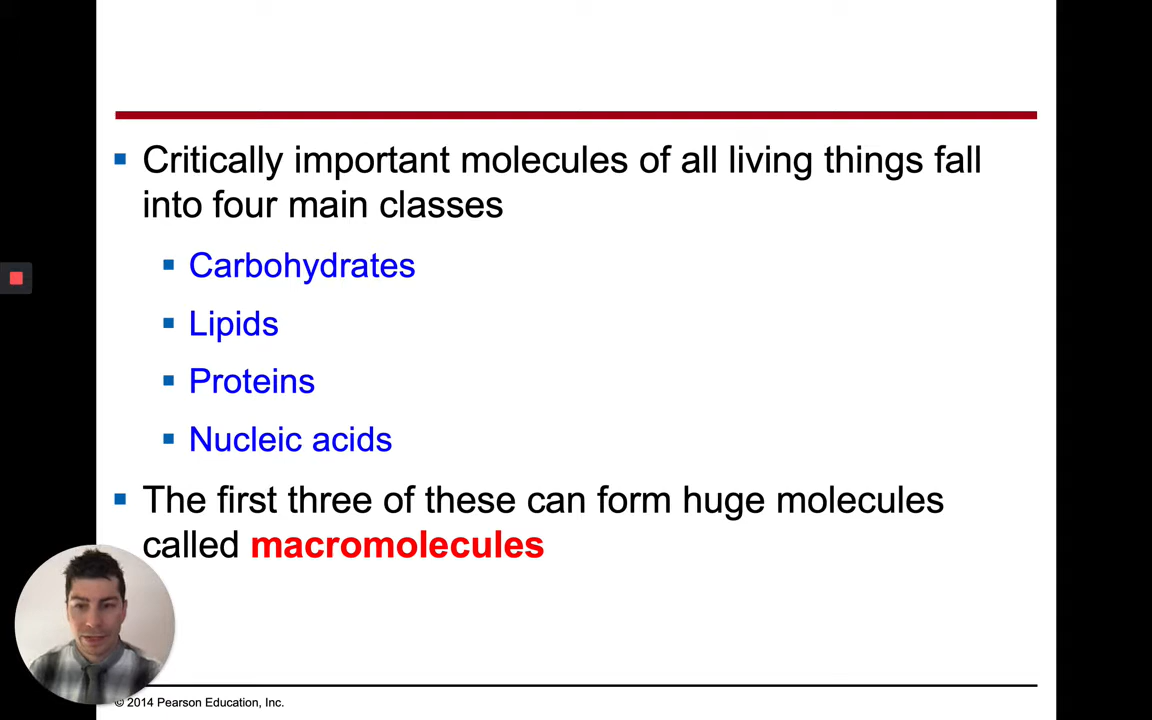 Critically important molecules of all living things fall
into four main classes
Carbohydrates
Lipids
Proteins
Nucleic acids
The first three of these can form huge molecules
called macromolecules
© 2014 Pearson Education, Inc.